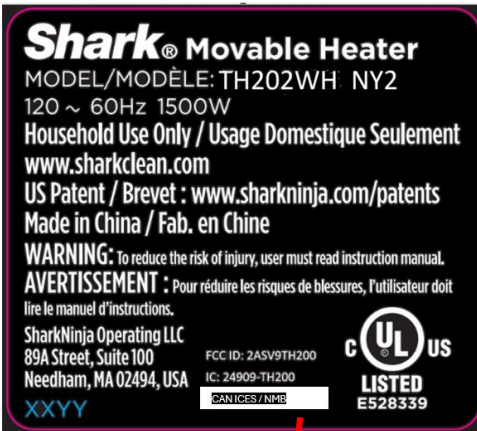 Shark® Movable Heater
MODEL/MODÈLE: TH202WH NY2
120 ~ 60Hz 1500W
Household Use Only / Usage Domestique Seulement
www.sharkclean.com
US Patent / Brevet : www.sharkninja.com/patents
Made in China / Fab. en Chine
WARNING: To reduce the risk of injury, user must read instruction manual.
AVERTISSEMENT : Pour réduire les risques de blessures, l'utilisateur doit
lire le manuel d'instructions.
SharkNinja Operating LLC
89A Street, Suite 100
Needham, MA 02494, USA
XXYY
FCC ID: 2ASV9TH200
IC: 24909-TH200
CAN ICES / NMB
C UL® US
LISTED
E528339